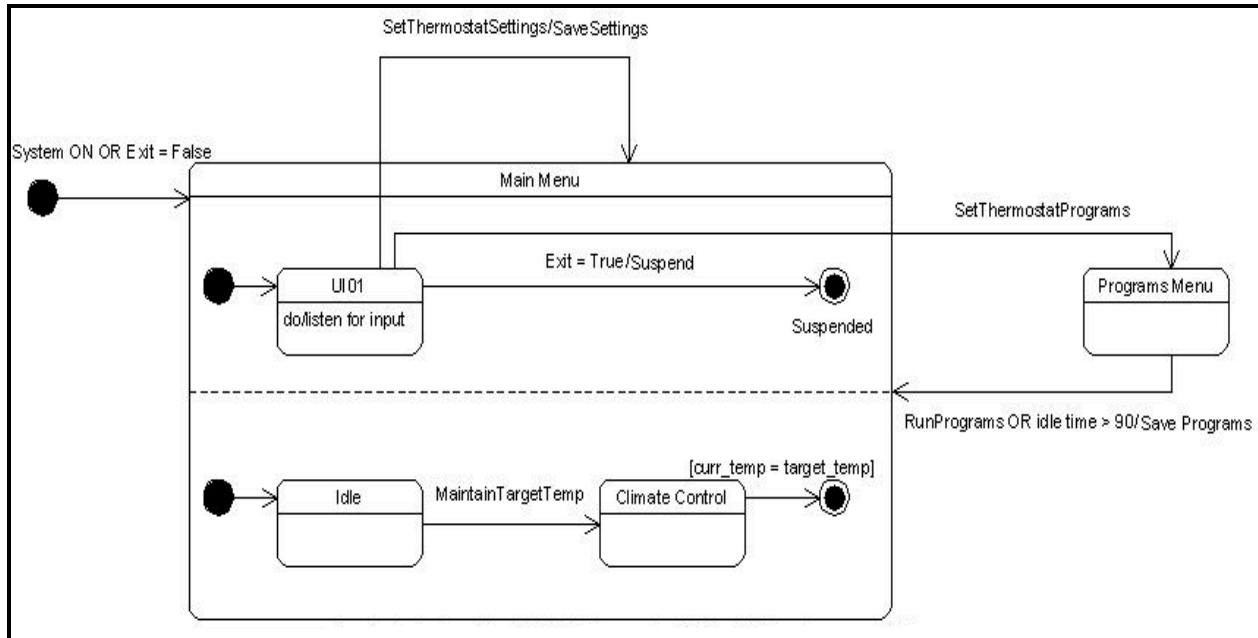 SetThermostatSettings/SaveSettings
System ON OR Exit = False
Main Menu
SetThermostatPrograms
Exit = True/Suspend
UI01
do/listen for input
Suspended
Programs Menu
RunPrograms OR idle time > 90/Save Programs
[curr_temp = target_temp]
Idle
MaintainTargetTemp
Climate Control